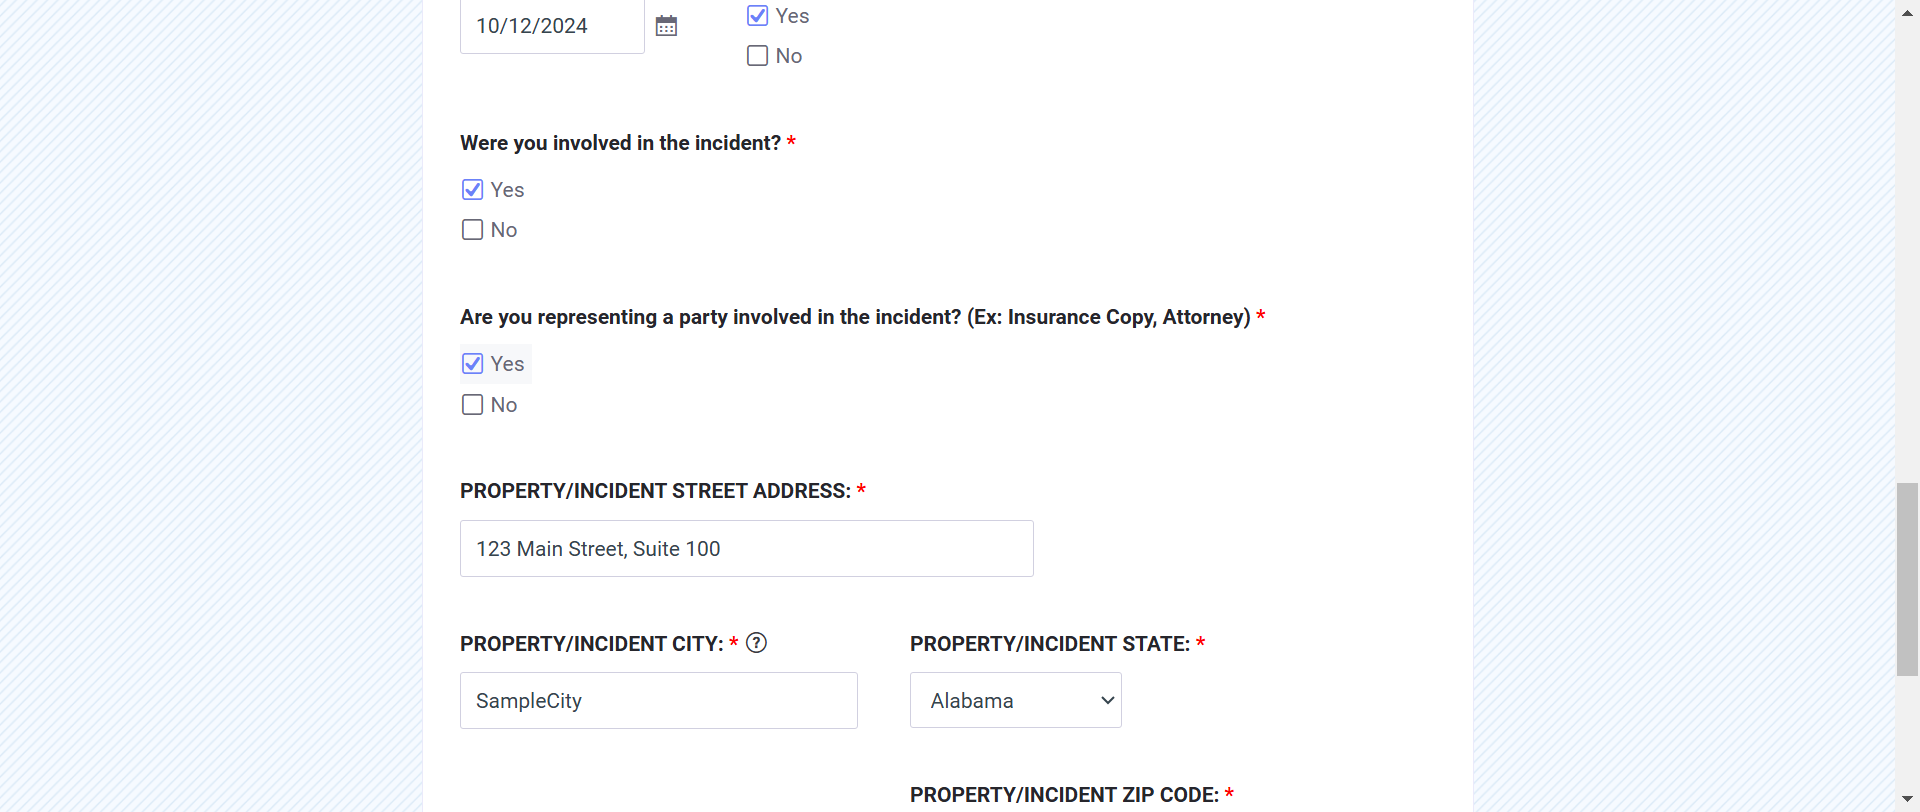 10/12/2024
Yes
No
Were you involved in the incident? *
Yes
No
Are you representing a party involved in the incident? (Ex: Insurance Copy, Attorney) *
Yes
No
PROPERTY/INCIDENT STREET ADDRESS: *
123 Main Street, Suite 100
PROPERTY/INCIDENT CITY: * ?
PROPERTY/INCIDENT STATE: *
SampleCity
Alabama
PROPERTY/INCIDENT ZIP CODE: *